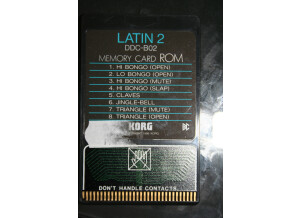 LATIN 2
DDC-B02
MEMORY CARD ROM
1. HI BONGO (OPEN)
2. LO BONGO (OPEN)
3. HI BONGO (MUTE)
4. HI BONGO (SLAP)
5. CLAVES
6. JINGLE-BELL
7. TRIANGLE (MUTE)
8. TRIANGLE (OPEN)
KORG
DON'T HANDLE CONTACTS.